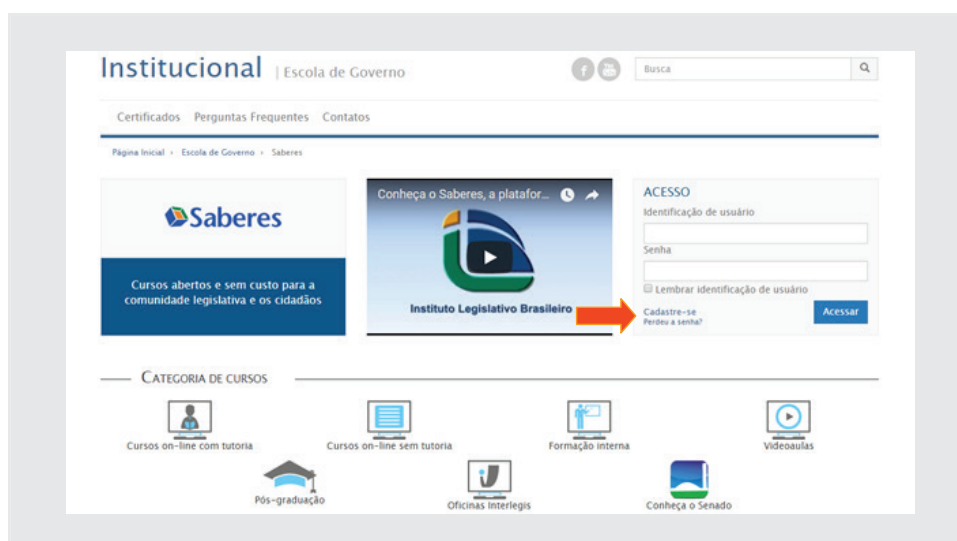 Institucional | Escola de Governo
Busca
Certificados Perguntas Frequentes Contatos
Página Inicial › Escola de Governo › Saberes
Saberes
Cursos abertos e sem custo para a
comunidade legislativa e os cidadãos
Conheça o Saberes, a platafor...
Instituto Legislativo Brasileiro
ACESSO
Identificação de usuário
Senha
Lembrar identificação de usuário
Cadastre-se
Perdeu a senha?
Acessar
CATEGORIA DE CURSOS
Cursos on-line com tutoria
Cursos on-line sem tutoria
Formação interna
Videoaulas
Pós-graduação
Oficinas Interlegis
Conheça o Senado